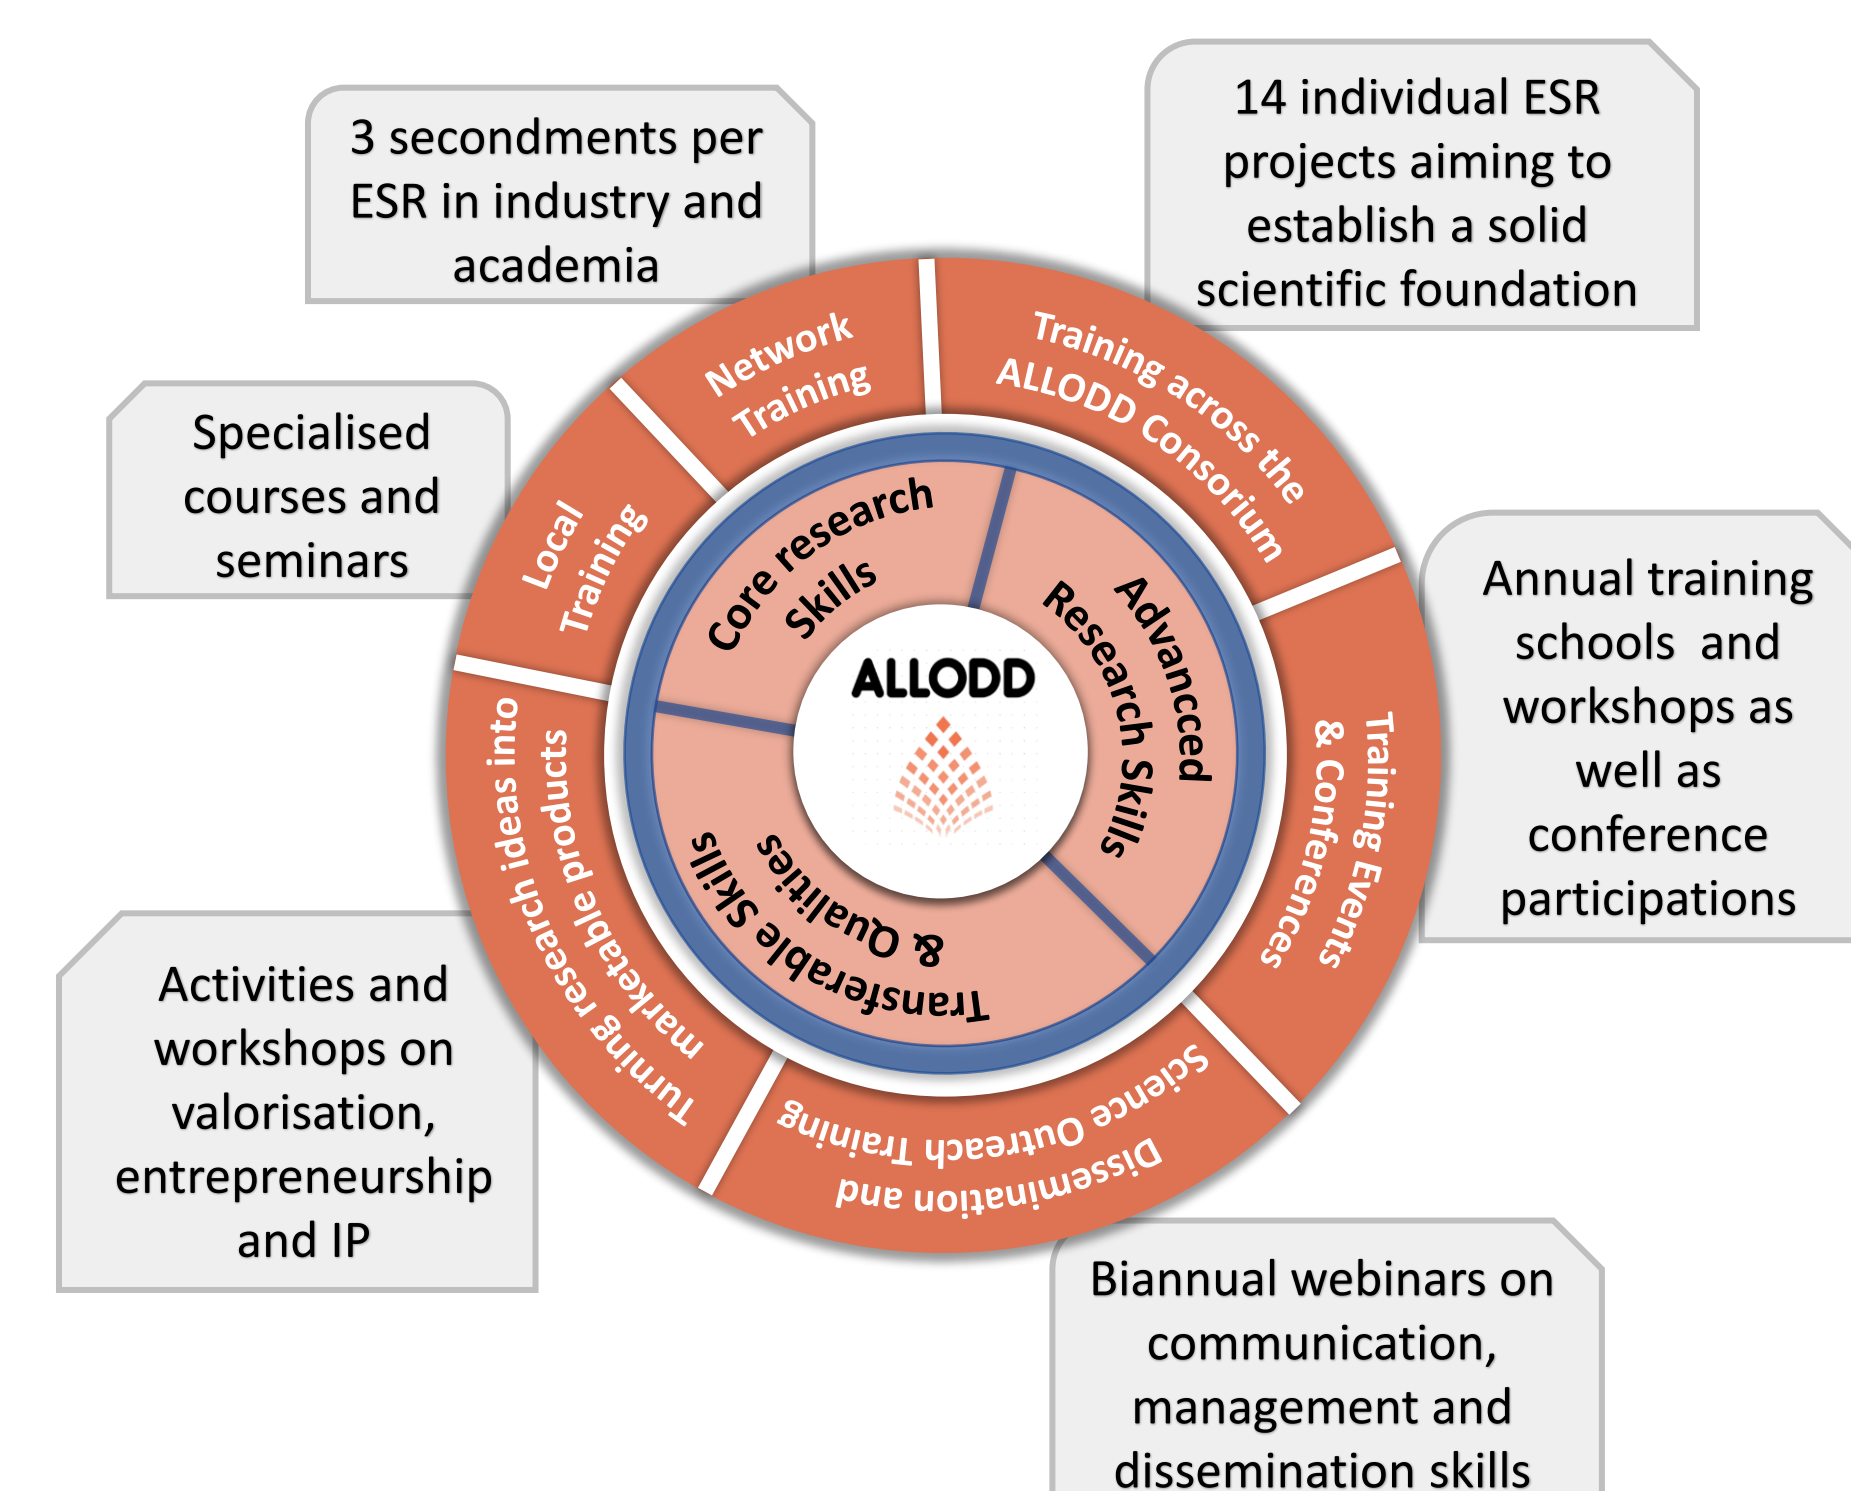 3 secondments per
ESR in industry and
academia
14 individual ESR
projects aiming to
establish a solid
scientific foundation
Specialised
courses and
seminars
Annual training
schools  and
workshops as
well as
conference
participations
Activities and
workshops on
valorisation,
entrepreneurship
and IP
Biannual webinars on
communication,
management and
dissemination skills
Network
Training
Training across the
ALLODD Consorium
Local
Training
Training Events
& Conferences
Turning research ideas into
marketable products
Dissemination and
Science Outreach Training
Core research
Skills
Advancced
Research Skills
Transferable Skills
& Qualities
ALLODD